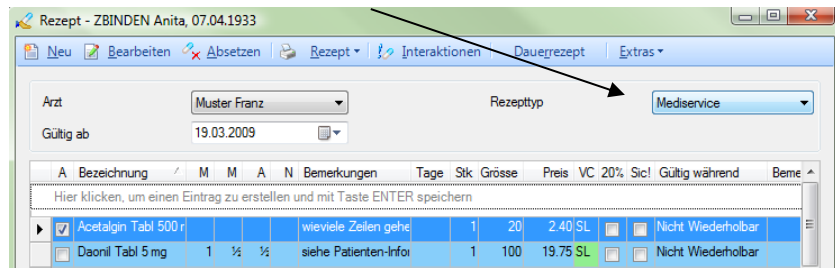 Rezept - ZBINDEN Anita, 07.04.1933
Neu Bearbeiten Absetzen Rezept Interaktionen Dauerrezept Extras
Arzt Muster Franz Rezepttyp Mediservice
Gültig ab 19.03.2009
A Bezeichnung M M A N Bemerkungen Tage Stk Grösse Preis VC 20% Sic! Gültig während Beme
Hier klicken, um einen Eintrag zu erstellen und mit Taste ENTER speichern
Acetalgin Tabl 500 r wieviele Zeilen gehe 1 20 2.40 SL Nicht Wiederholbar
Daonil Tabl 5 mg 1 ½ ½ siehe Patienten-Infor 1 100 19.75 SL Nicht Wiederholbar